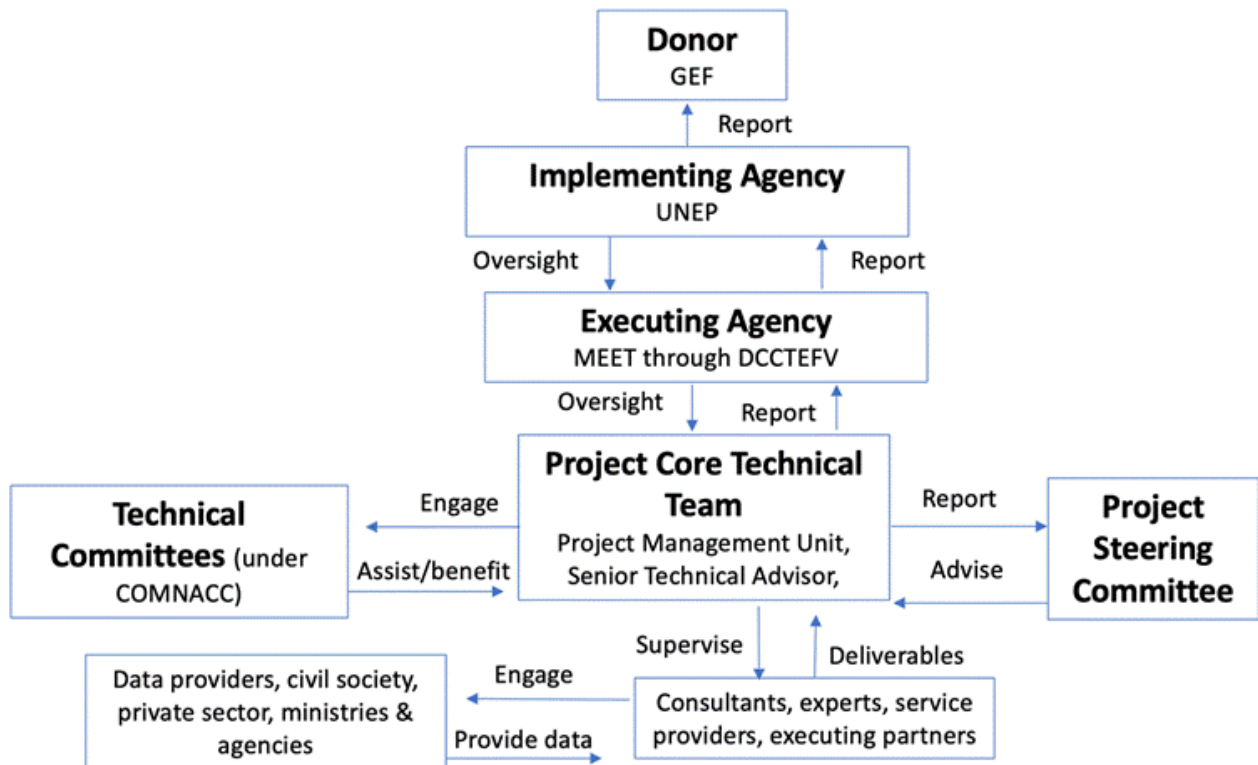 Donor
GEF
Report
Implementing Agency
UNEP
Oversight
Report
Executing Agency
MEET through DCCTEFV
Oversight
Report
Project Core Technical
Team
Project Management Unit,
Senior Technical Advisor,
Engage
Assist/benefit
Technical
Committees (under
COMNACC)
Report
Advise
Project
Steering
Committee
Supervise
Deliverables
Data providers, civil society,
private sector, ministries &
agencies
Engage
Provide data
Consultants, experts, service
providers, executing partners